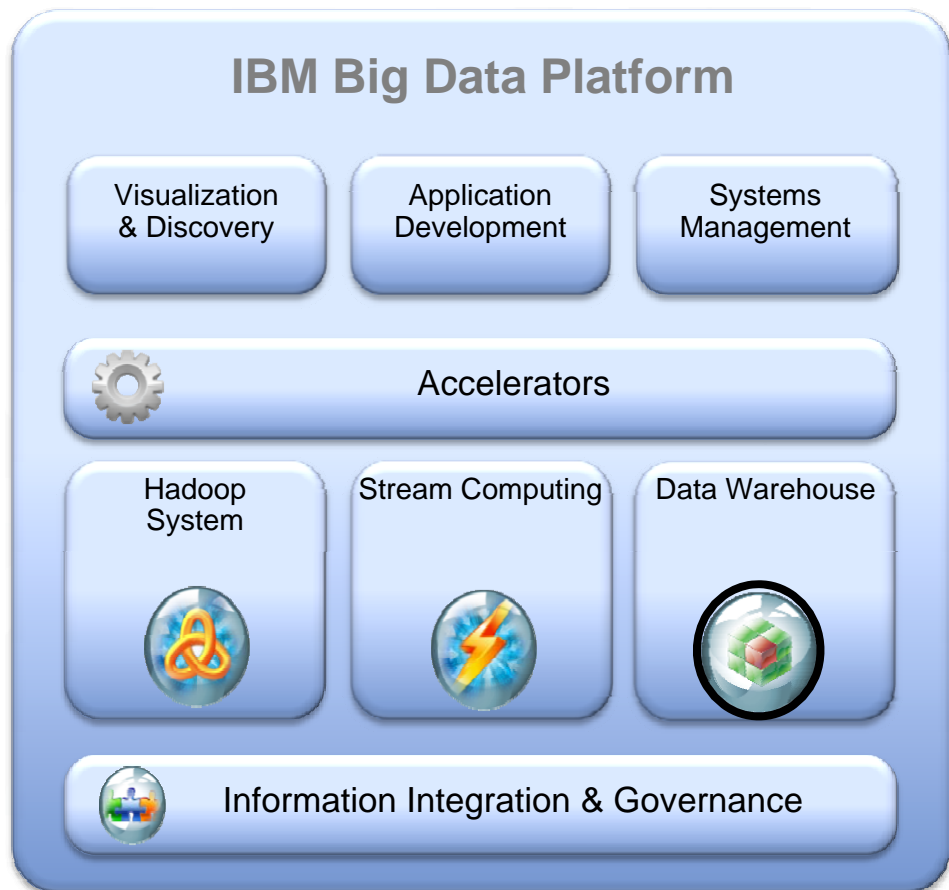 IBM Big Data Platform
Visualization
& Discovery
Application
Development
Systems
Management
Accelerators
Hadoop
System
Stream Computing
Data Warehouse
Information Integration & Governance